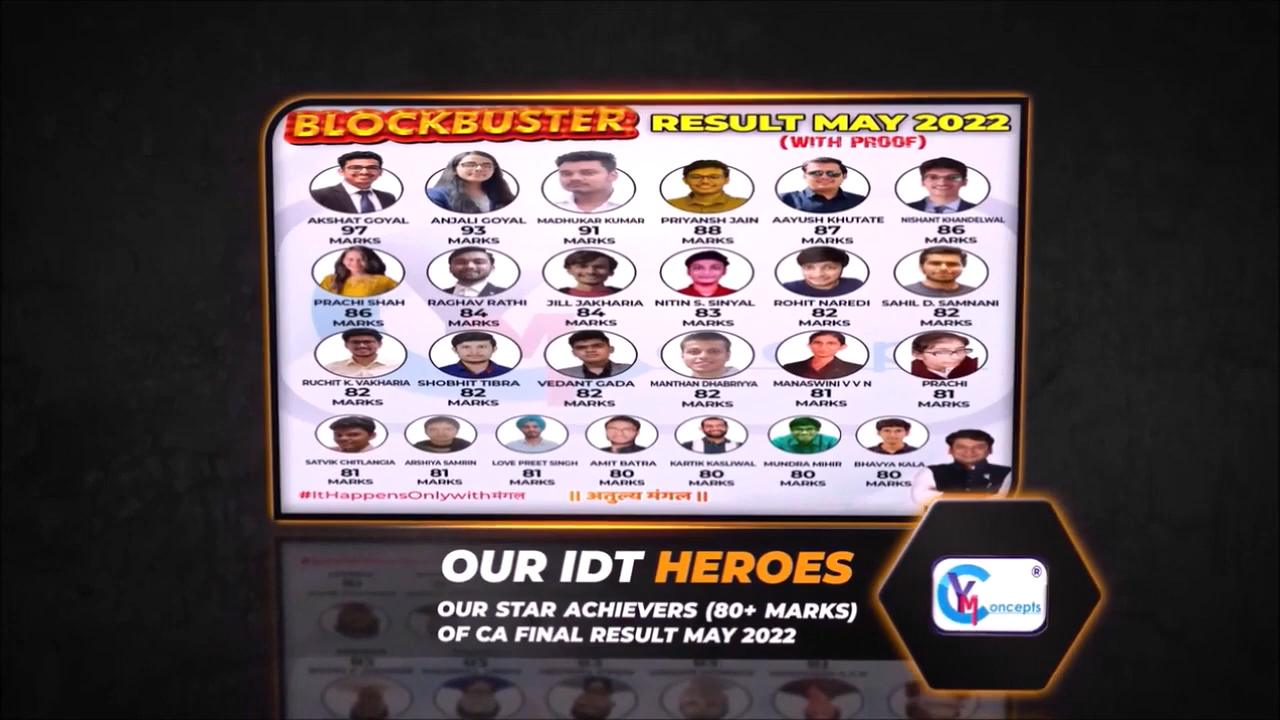 BLOCKBUSTER RESULT MAY 2022
(WITH PROOF)
AKSHAT GOYAL ANJALI GOYAL MADHUKAR KUMAR PRIYANSH JAIN AAYUSH KHUTATE NISHANT KHANDELWAL
97 93 91 88 87 86
MARKS MARKS MARKS MARKS MARKS MARKS
PRACHI SHAH RAGHAV RATHI JILL JAKHARIA NITIN S. SINYAL ROHIT NAREDI SAHIL D. SAMNANI
86 84 84 83 82 82
MARKS MARKS MARKS MARKS MARKS MARKS
RUCHIT K. VAKHARIA SHOBHIT TIBRA VEDANT GADA MANTHAN DHABRIYYA MANASWINI V V N PRACHI
82 82 82 82 81 81
MARKS MARKS MARKS MARKS MARKS MARKS
SATVIK CHITLANGIA ARSHIYA SAMRIN LOVE PREET SINGH AMIT BATRA KARTIK KASLIWAL MUNDRA MIHIR BHAVYA KALA
81 81 81 80 80 80 80
MARKS MARKS MARKS MARKS MARKS MARKS MARKS
#ItHappensOnlywithमंगल || अतुल्य मंगल ||
OUR IDT HEROES
OUR STAR ACHIEVERS (80+ MARKS)
OF CA FINAL RESULT MAY 2022
VM Concepts ®